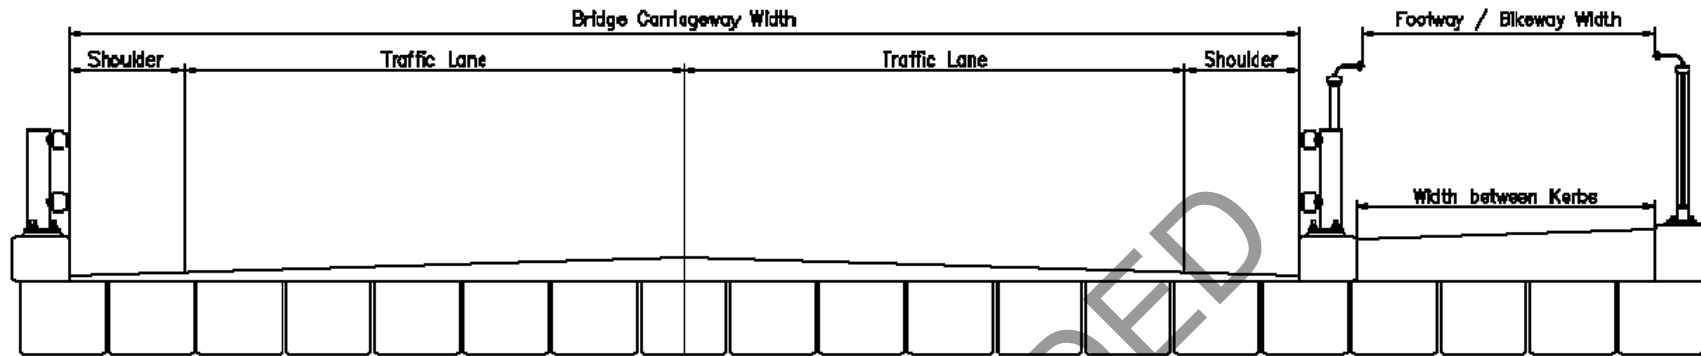 Bridge Carriageway Width
Footway / Bikeway Width
Shoulder
Traffic Lane
Traffic Lane
Shoulder
Width between Kerbs